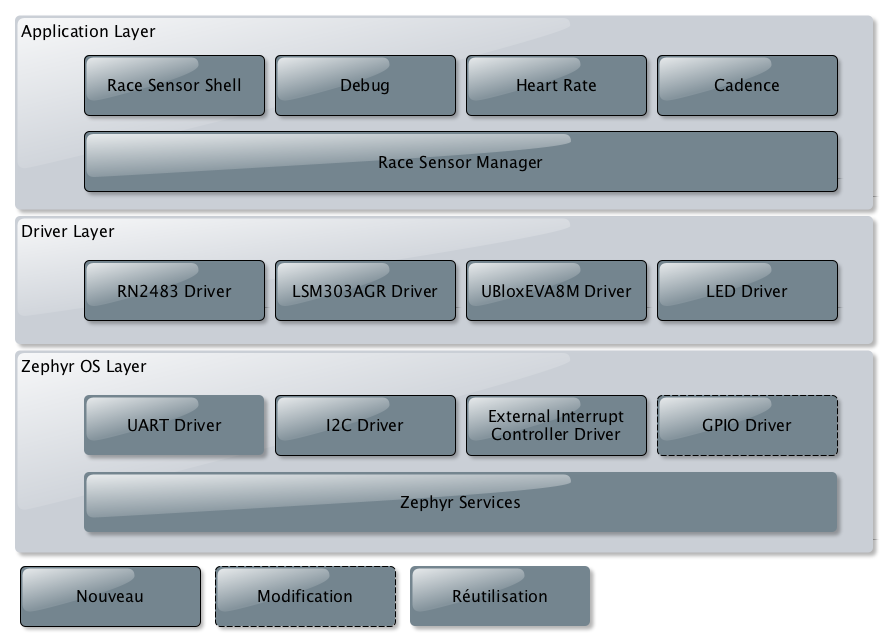 Application Layer
Race Sensor Shell
Debug
Heart Rate
Cadence
Race Sensor Manager
Driver Layer
RN2483 Driver
LSM303AGR Driver
UBloxEVA8M Driver
LED Driver
Zephyr OS Layer
UART Driver
I2C Driver
External Interrupt
Controller Driver
GPIO Driver
Zephyr Services
Nouveau
Modification
Réutilisation